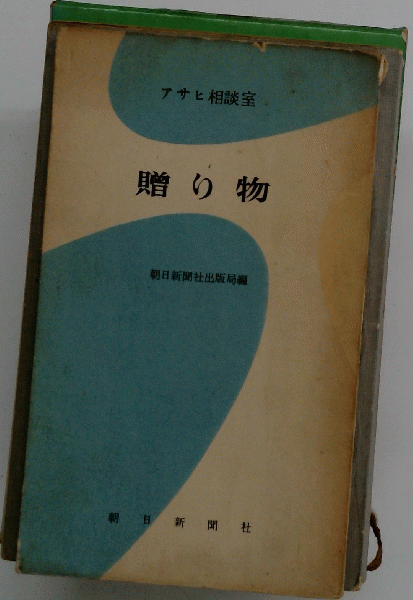 アサヒ相談室
贈り物
朝日新聞社出版局編
朝日新聞社